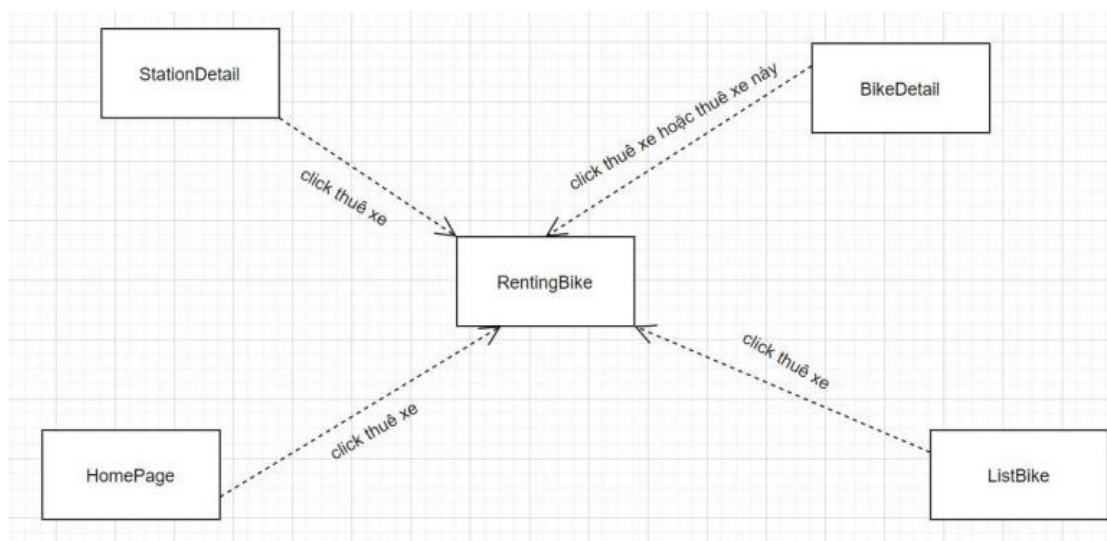 StationDetail
BikeDetail
click thuê xe hoặc thuê xe này
click thuê xe
RentingBike
click thuê xe
click thuê xe
HomePage
ListBike